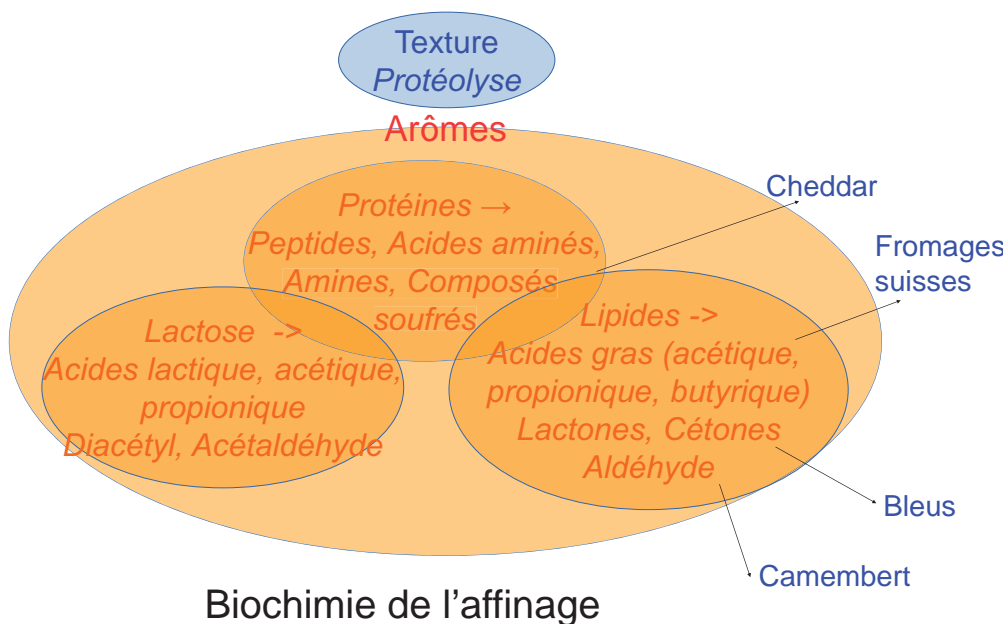 Texture
Protéolyse
Arômes
Protéines →
Peptides, Acides aminés,
Amines, Composés
soufrés
Lactose ->
Acides lactique, acétique,
propionique
Diacétyl, Acétaldéhyde
Lipides ->
Acides gras (acétique,
propionique, butyrique)
Lactones, Cétones
Aldéhyde
Cheddar
Fromages
suisses
Bleus
Camembert
Biochimie de l’affinage